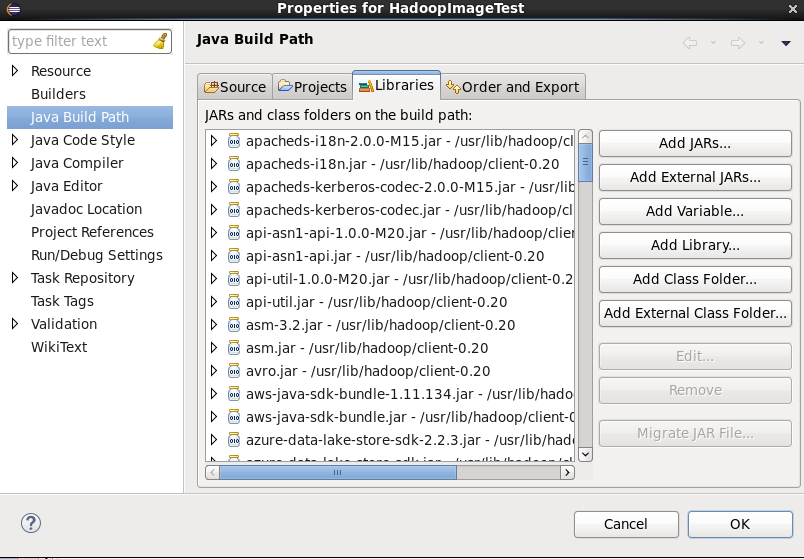 Properties for HadoopImageTest
type filter text
Resource
Builders
Java Build Path
Java Code Style
Java Compiler
Java Editor
Javadoc Location
Project References
Run/Debug Settings
Task Repository
Task Tags
Validation
WikiText
Java Build Path
Source
Projects
Libraries
Order and Export
JARs and class folders on the build path:
apacheds-i18n-2.0.0-M15.jar - /usr/lib/hadoop/cl
apacheds-i18n.jar - /usr/lib/hadoop/client-0.20
apacheds-kerberos-codec-2.0.0-M15.jar - /usr/lib
apacheds-kerberos-codec.jar - /usr/lib/hadoop/cl
api-asn1-api-1.0.0-M20.jar - /usr/lib/hadoop/clier
api-asn1-api.jar - /usr/lib/hadoop/client-0.20
api-util-1.0.0-M20.jar - /usr/lib/hadoop/client-0.2
api-util.jar - /usr/lib/hadoop/client-0.20
asm-3.2.jar - /usr/lib/hadoop/client-0.20
asm.jar - /usr/lib/hadoop/client-0.20
avro.jar - /usr/lib/hadoop/client-0.20
aws-java-sdk-bundle-1.11.134.jar - /usr/lib/hado
aws-java-sdk-bundle.jar - /usr/lib/hadoop/client-0
azure-data-lake-store-sdk-2.2.3.jar - /usr/lib/had
Add JARs...
Add External JARs...
Add Variable...
Add Library...
Add Class Folder...
Add External Class Folder...
Edit...
Remove
Migrate JAR File...
Cancel
OK